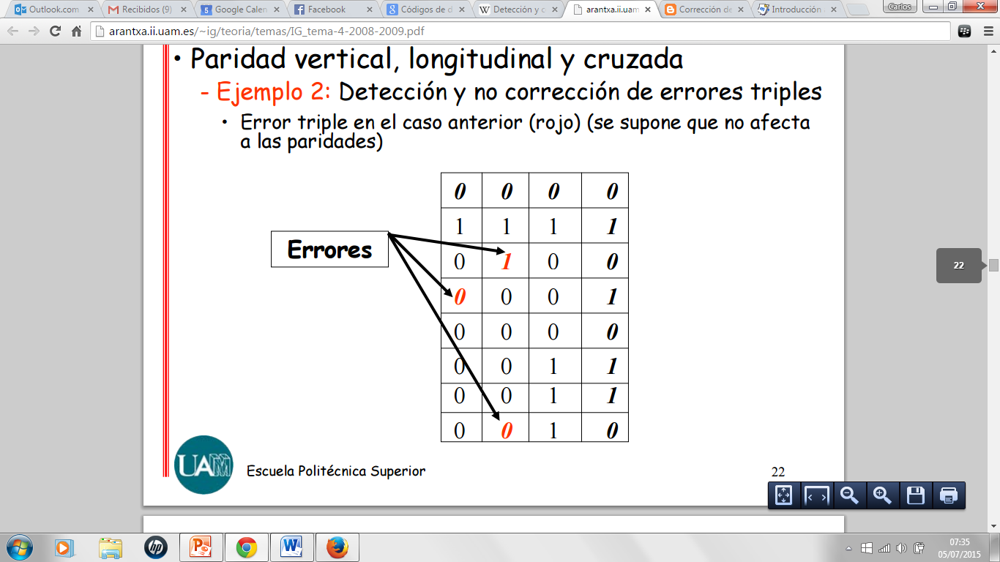 Outlook.com
Recibidos (9)
Google Calen
Facebook
Códigos de d
Detección y c
arantxa.ii.uam
Corrección de
Introducción
Carlos
arantxa.ii.uam.es/~ig/teoria/temas/IG_tema-4-2008-2009.pdf
• Paridad vertical, longitudinal y cruzada
- Ejemplo 2: Detección y no corrección de errores triples
• Error triple en el caso anterior (rojo) (se supone que no afecta
a las paridades)
Errores
0 0 0 0
1 1 1 1
0 1 0 0
0 0 0 1
0 0 0 0
0 0 1 1
0 0 1 1
0 0 1 0
22
UAM
Escuela Politécnica Superior
22
07:35
05/07/2015